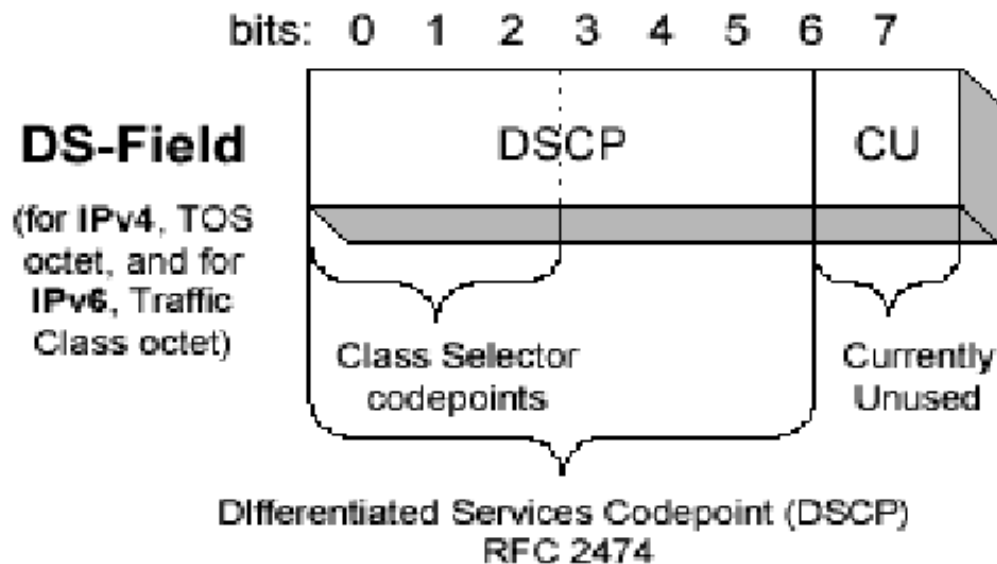 bits: 0 1 2 3 4 5 6 7
DS-Field
DSCP
CU
(for IPv4, TOS
octet, and for
IPv6, Traffic
Class octet)
Class Selector
codepoints
Currently
Unused
DIfferentiated Services Codepoint (DSCP)
RFC 2474